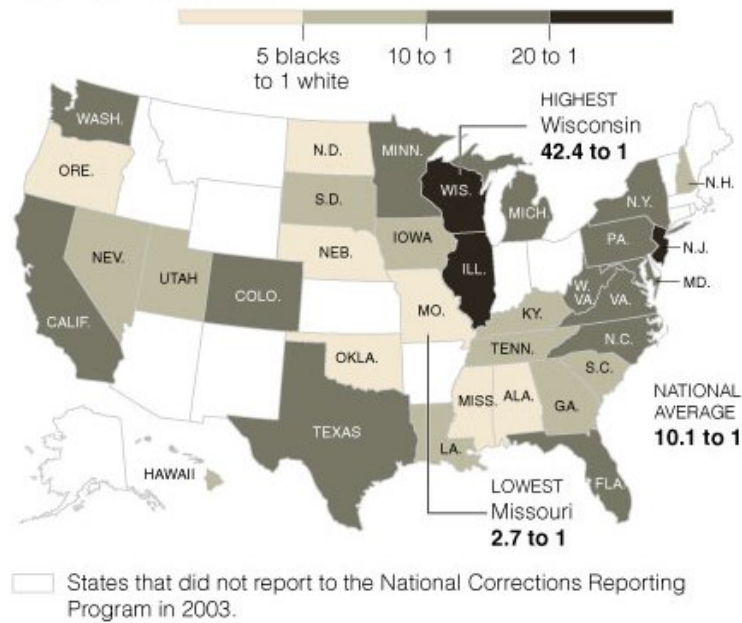 5 blacks
to 1 white
10 to 1
20 to 1
HIGHEST
Wisconsin
42.4 to 1
WASH.
ORE.
N.D.
MINN.
S.D.
WIS.
MICH.
N.Y.
N.H.
NEV.
UTAH
NEB.
IOWA
ILL.
PA.
N.J.
MD.
CALIF.
COLO.
MO.
KY.
W.
VA.
VA.
N.C.
TENN.
S.C.
OKLA.
MISS.
ALA.
GA.
TEXAS
LA.
FLA.
HAWAII
NATIONAL
AVERAGE
10.1 to 1
LOWEST
Missouri
2.7 to 1
States that did not report to the National Corrections Reporting
Program in 2003.